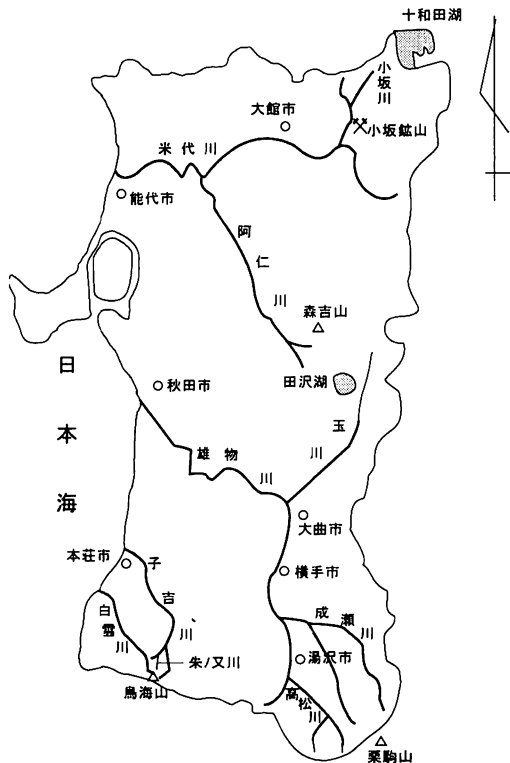 十和田湖
小坂川
大館市
小坂鉱山
米代川
能代市
阿仁川
森吉山
日本海
秋田市
田沢湖
玉川
雄物川
大曲市
本荘市
子吉川
横手市
成瀬川
白雪川
朱ノ又川
湯沢市
鳥海山
高松川
栗駒山